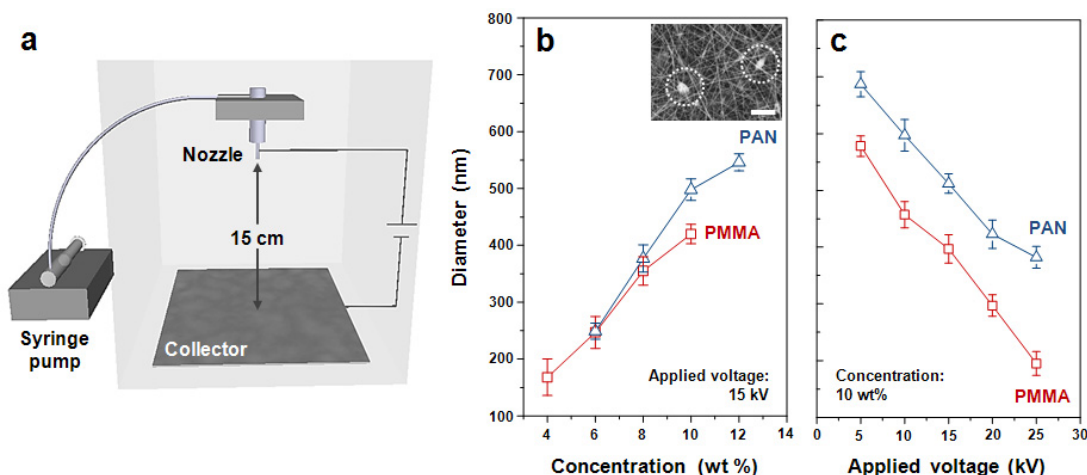 a
Nozzle
15 cm
Syringe
pump
Collector
b
Diameter (nm)
800
700
600
500
400
300
200
100
PAN
PMMA
Applied voltage:
15 kV
4 6 8 10 12 14
Concentration (wt %)
c
PAN
PMMA
Concentration:
10 wt%
0 5 10 15 20 25 30
Applied voltage (kV)